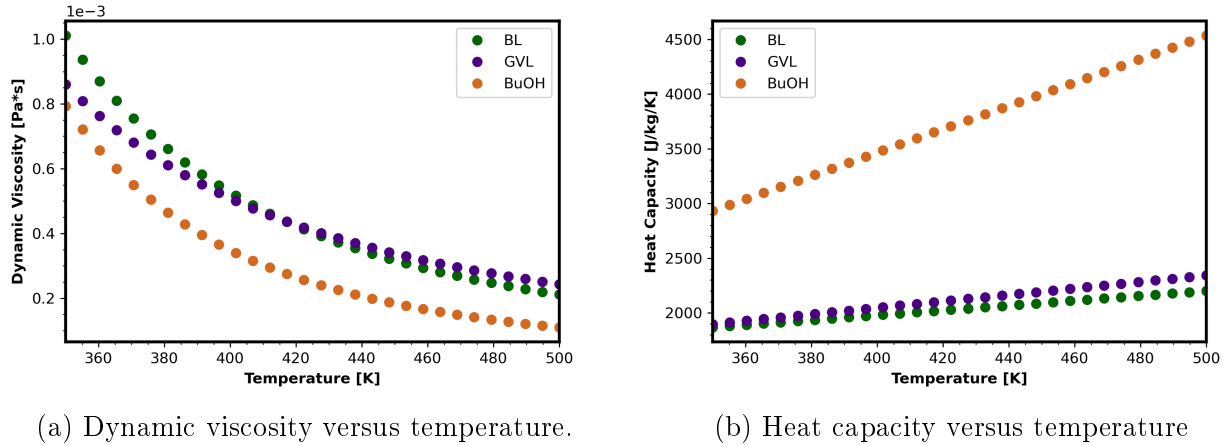 1e−3
1.0
0.8
0.6
0.4
0.2
Dynamic Viscosity [Pa*s]
BL
GVL
BuOH
360 380 400 420 440 460 480 500
Temperature [K]
(a) Dynamic viscosity versus temperature.
4500
4000
3500
3000
2500
2000
Heat Capacity [J/kg/K]
BL
GVL
BuOH
360 380 400 420 440 460 480 500
Temperature [K]
(b) Heat capacity versus temperature